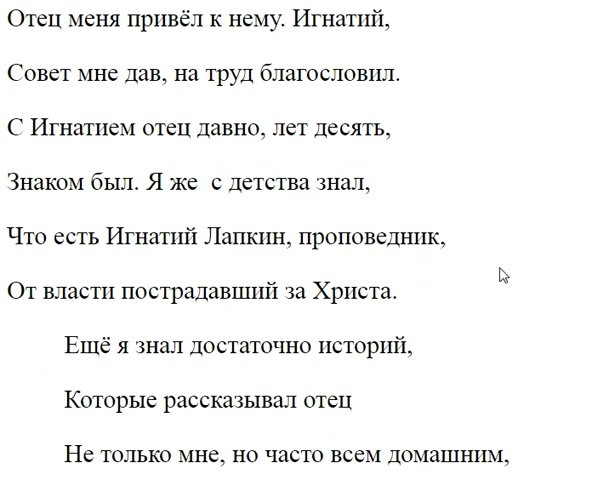 Отец меня привёл к нему. Игнатий,
Совет мне дав, на труд благословил.
С Игнатием отец давно, лет десять,
Знаком был. Я же  с детства знал,
Что есть Игнатий Лапкин, проповедник,
От власти пострадавший за Христа.
Ещё я знал достаточно историй,
Которые рассказывал отец
Не только мне, но часто всем домашним,